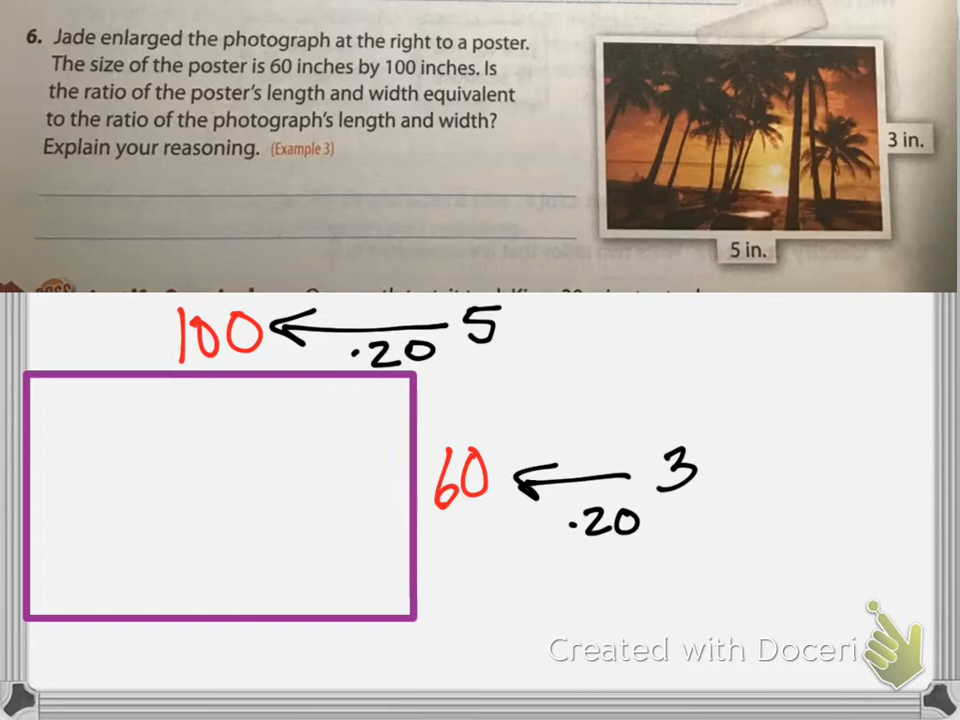 6. Jade enlarged the photograph at the right to a poster.
The size of the poster is 60 inches by 100 inches. Is
the ratio of the poster's length and width equivalent
to the ratio of the photograph's length and width?
Explain your reasoning. (Example 3)
3 in.
5 in.
100 ← 5
·20
60 ← 3
·20
Created with Doceri